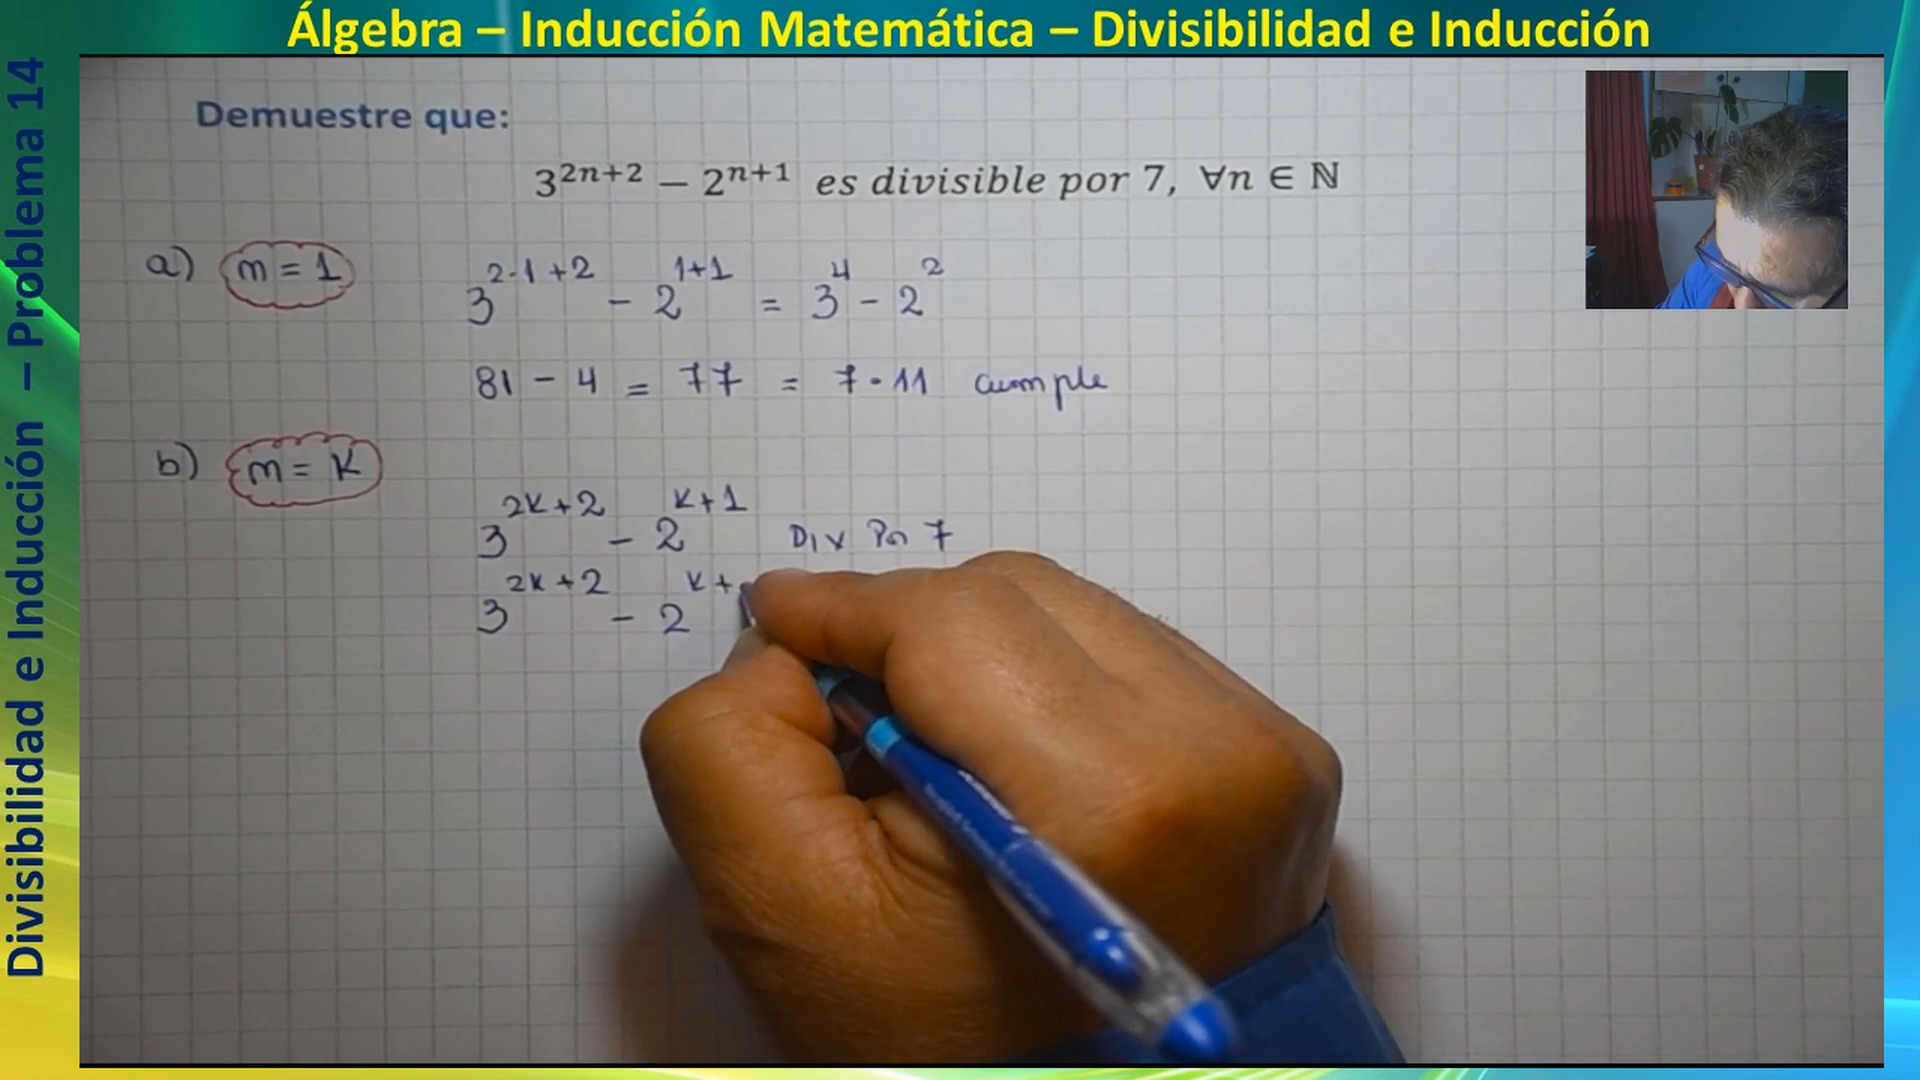 Álgebra – Inducción Matemática – Divisibilidad e Inducción
Divisibilidad e Inducción – Problema 14
Demuestre que:
3^{2n+2} − 2^{n+1} es divisible por 7, ∀n ∈ ℕ
a) n = 1 3^{2·1+2} − 2^{1+1} = 3^4 − 2^2
81 − 4 = 77 = 7·11 cumple
b) n = K
3^{2K+2} − 2^{K+1} Div Por 7
3^{2K+2} − 2^{K+